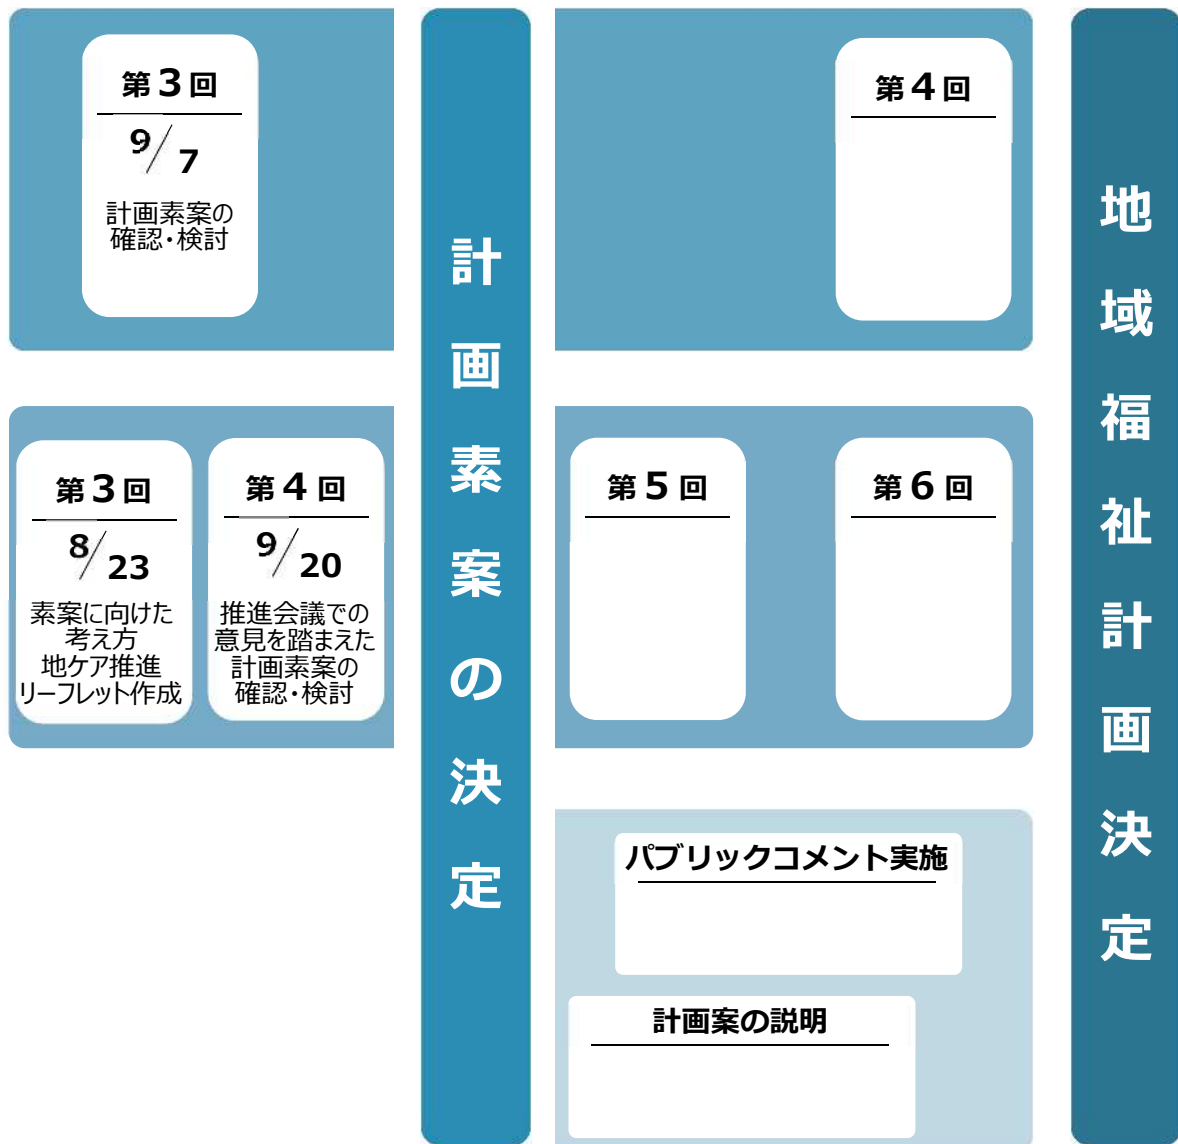 第3回
9/7
計画素案の
確認・検討
第3回
8/23
素案に向けた
考え方
地ケア推進
リーフレット作成
第4回
9/20
推進会議での
意見を踏まえた
計画素案の
確認・検討
計画素案の決定
第4回
第5回
第6回
パブリックコメント実施
計画案の説明
地域福祉計画決定